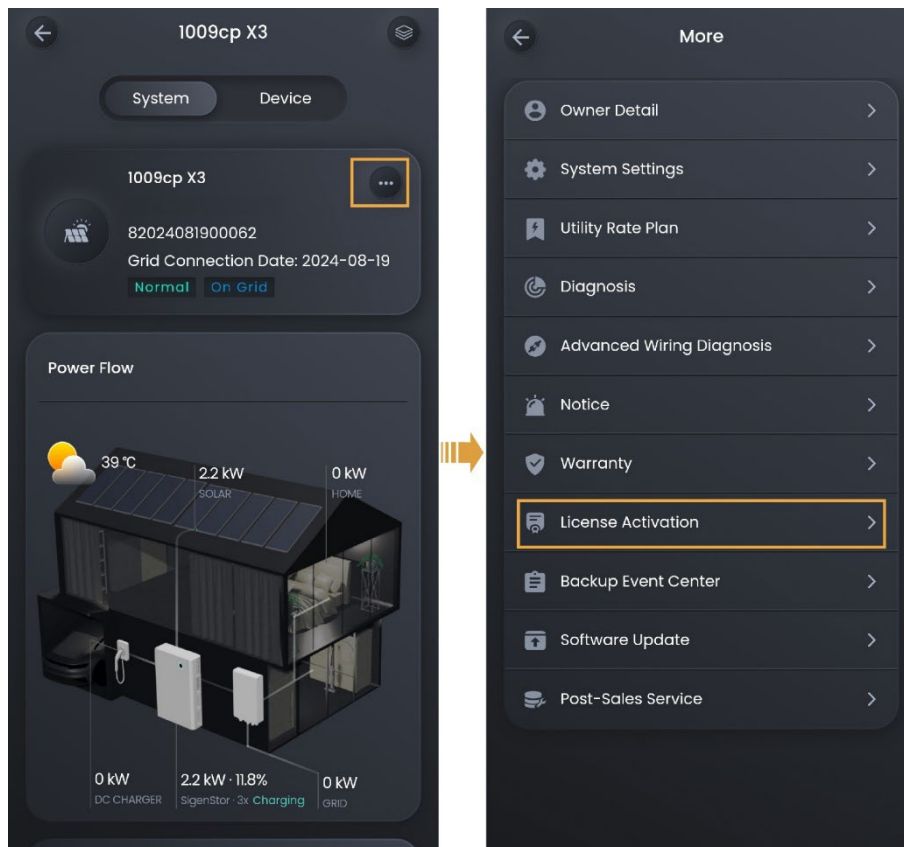 1009cp X3
System Device
1009cp X3
82024081900062
Grid Connection Date: 2024-08-19
Normal On Grid
Power Flow
39 °C
2.2 kW
SOLAR
0 kW
HOME
0 kW
DC CHARGER
2.2 kW · 11.8%
SigenStor · 3x Charging
0 kW
GRID
More
Owner Detail
System Settings
Utility Rate Plan
Diagnosis
Advanced Wiring Diagnosis
Notice
Warranty
License Activation
Backup Event Center
Software Update
Post-Sales Service